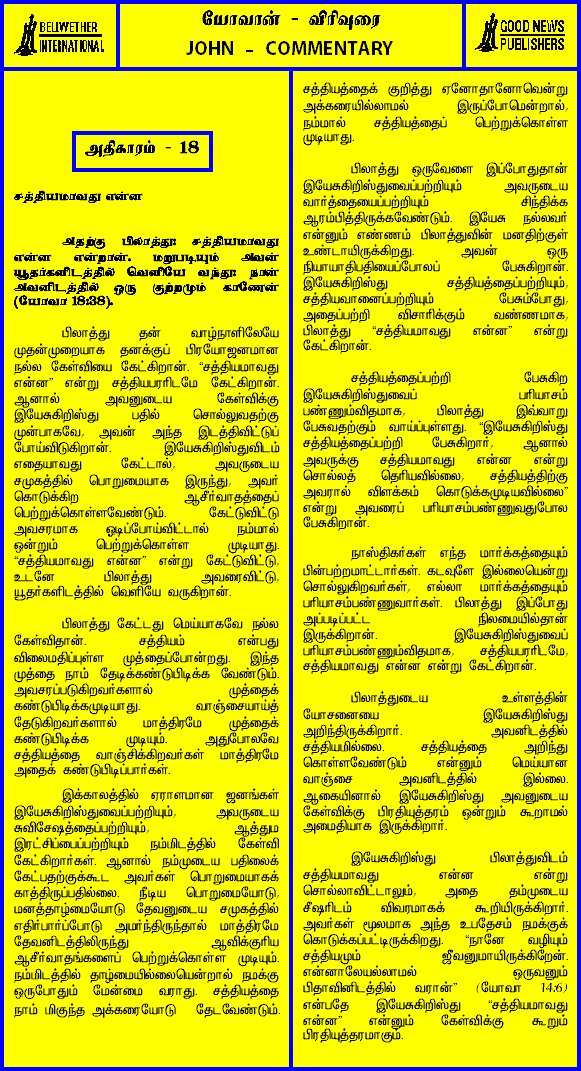 BELLWETHER
INTERNATIONAL
யோவான் - விரிவுரை
JOHN - COMMENTARY
GOOD NEWS
PUBLISHERS
அதிகாரம் - 18
சத்தியமாவது என்ன
அதற்கு பிலாத்து: சத்தியமாவது
என்ன என்றான். மறுபடியும் அவன்
யூதர்களிடத்தில் வெளியே வந்து: நான்
அவனிடத்தில் ஒரு குற்றமும் காணேன்
(யோவா 18:38).
பிலாத்து தன் வாழ்நாளிலேயே
முதன்முறையாக தனக்குப் பிரயோஜனமான
நல்ல கேள்வியை கேட்கிறான். “சத்தியமாவது
என்ன” என்று சத்தியபரரிடமே கேட்கிறான்.
ஆனால் அவனுடைய கேள்விக்கு
இயேசுகிறிஸ்து பதில் சொல்லுவதற்கு
முன்பாகவே, அவன் அந்த இடத்திவிட்டுப்
போய்விடுகிறான். இயேசுகிறிஸ்துவிடம்
எதையாவது கேட்டால், அவருடைய
சமுகத்தில் பொறுமையாக இருந்து, அவர்
கொடுக்கிற ஆசீர்வாதத்தைப்
பெற்றுக்கொள்ளவேண்டும். கேட்டுவிட்டு
அவசரமாக ஒடிப்போய்விட்டால் நம்மால்
ஒன்றும் பெற்றுக்கொள்ள முடியாது.
“சத்தியமாவது என்ன” என்று கேட்டுவிட்டு,
உடனே பிலாத்து அவரைவிட்டு,
யூதர்களிடத்தில் வெளியே வருகிறான்.
பிலாத்து கேட்டது மெய்யாகவே நல்ல
கேள்விதான். சத்தியம் என்பது
விலைமதிப்புள்ள முத்தைப்போன்றது. இந்த
முத்தை நாம் தேடிக்கண்டுபிடிக்க வேண்டும்.
அவசரப்படுகிறவர்களால் முத்தைக்
கண்டுபிடிக்கமுடியாது. வாஞ்சையாய்த்
தேடுகிறவர்களால் மாத்திரமே முத்தைக்
கண்டுபிடிக்க முடியும். அதுபோலவே
சத்தியத்தை வாஞ்சிக்கிறவர்கள் மாத்திரமே
அதைக் கண்டுபிடிப்பார்கள்.
இக்காலத்தில் ஏராளமான ஜனங்கள்
இயேசுகிறிஸ்துவைப்பற்றியும், அவருடைய
சுவிசேஷத்தைப்பற்றியும், ஆத்தும
இரட்சிப்பைப்பற்றியும் நம்மிடத்தில் கேள்வி
கேட்கிறார்கள். ஆனால் நம்முடைய பதிலைக்
கேட்பதற்குக்கூட அவர்கள் பொறுமையாகக்
காத்திருப்பதில்லை. நீடிய பொறுமையோடு,
மனத்தாழ்மையோடு தேவனுடைய சமுகத்தில்
எதிர்பார்ப்போடு அமர்ந்திருந்தால் மாத்திரமே
தேவனிடத்திலிருந்து ஆவிக்குரிய
ஆசீர்வாதங்களைப் பெற்றுக்கொள்ள முடியும்.
நம்மிடத்தில் தாழ்மையில்லையென்றால் நமக்கு
ஒருபோதும் மேன்மை வராது. சத்தியத்தை
நாம் மிகுந்த அக்கரையோடு தேடவேண்டும்.
சத்தியத்தைக் குறித்து ஏனோதானோவென்று
அக்கரையில்லாமல் இருப்போமென்றால்,
நம்மால் சத்தியத்தைப் பெற்றுக்கொள்ள
முடியாது.
பிலாத்து ஒருவேளை இப்போதுதான்
இயேசுகிறிஸ்துவைப்பற்றியும் அவருடைய
வார்த்தையைப்பற்றியும் சிந்திக்க
ஆரம்பித்திருக்கவேண்டும். இயேசு நல்லவர்
என்னும் எண்ணம் பிலாத்துவின் மனதிற்குள்
உண்டாயிருக்கிறது. அவன் ஒரு
நியாயாதிபதியைப்போலப் பேசுகிறான்.
இயேசுகிறிஸ்து சத்தியத்தைப்பற்றியும்,
சத்தியவானைப்பற்றியும் பேசும்போது,
அதைப்பற்றி விசாரிக்கும் வண்ணமாக,
பிலாத்து “சத்தியமாவது என்ன” என்று
கேட்கிறான்.
சத்தியத்தைப்பற்றி பேசுகிற
இயேசுகிறிஸ்துவைப் பரியாசம்
பண்ணும்விதமாக, பிலாத்து இவ்வாறு
பேசுவதற்கும் வாய்ப்புள்ளது. “இயேசுகிறிஸ்து
சத்தியத்தைப்பற்றி பேசுகிறார், ஆனால்
அவருக்கு சத்தியமாவது என்ன என்று
சொல்லத் தெரியவில்லை, சத்தியத்திற்கு
அவரால் விளக்கம் கொடுக்கமுடியவில்லை”
என்று அவரைப் பரியாசம்பண்ணுவதுபோல
பேசுகிறான்.
நாஸ்திகர்கள் எந்த மார்க்கத்தையும்
பின்பற்றமாட்டார்கள். கடவுளே இல்லையென்று
சொல்லுகிறவர்கள், எல்லா மார்க்கத்தையும்
பரியாசம்பண்ணுவார்கள். பிலாத்து இப்போது
அப்படிப்பட்ட நிலமையில்தான்
இருக்கிறான். இயேசுகிறிஸ்துவைப்
பரியாசம்பண்ணும்விதமாக, சத்தியபரரிடமே,
சத்தியமாவது என்ன என்று கேட்கிறான்.
பிலாத்துடைய உள்ளத்தின்
யோசனையை இயேசுகிறிஸ்து
அறிந்திருக்கிறார். அவனிடத்தில்
சத்தியமில்லை. சத்தியத்தை அறிந்து
கொள்ளவேண்டும் என்னும் மெய்யான
வாஞ்சை அவனிடத்தில் இல்லை.
ஆகையினால் இயேசுகிறிஸ்து அவனுடைய
கேள்விக்கு பிரதியுத்தரம் ஒன்றும் கூறாமல்
அமைதியாக இருக்கிறார்.
இயேசுகிறிஸ்து பிலாத்துவிடம்
சத்தியமாவது என்ன என்று
சொல்லாவிட்டாலும், அதை தம்முடைய
சீஷரிடம் விவரமாகக் கூறியிருக்கிறார்.
அவர்கள் மூலமாக அந்த உபதேசம் நமக்குக்
கொடுக்கப்பட்டிருக்கிறது. “நானே வழியும்
சத்தியமும் ஜீவனுமாயிருக்கிறேன்.
என்னாலேயல்லாமல் ஒருவனும்
பிதாவினிடத்தில் வரான்” (யோவா 14:6)
என்பதே இயேசுகிறிஸ்து “சத்தியமாவது
என்ன” என்னும் கேள்விக்கு கூறும்
பிரதியுத்தரமாகும்.